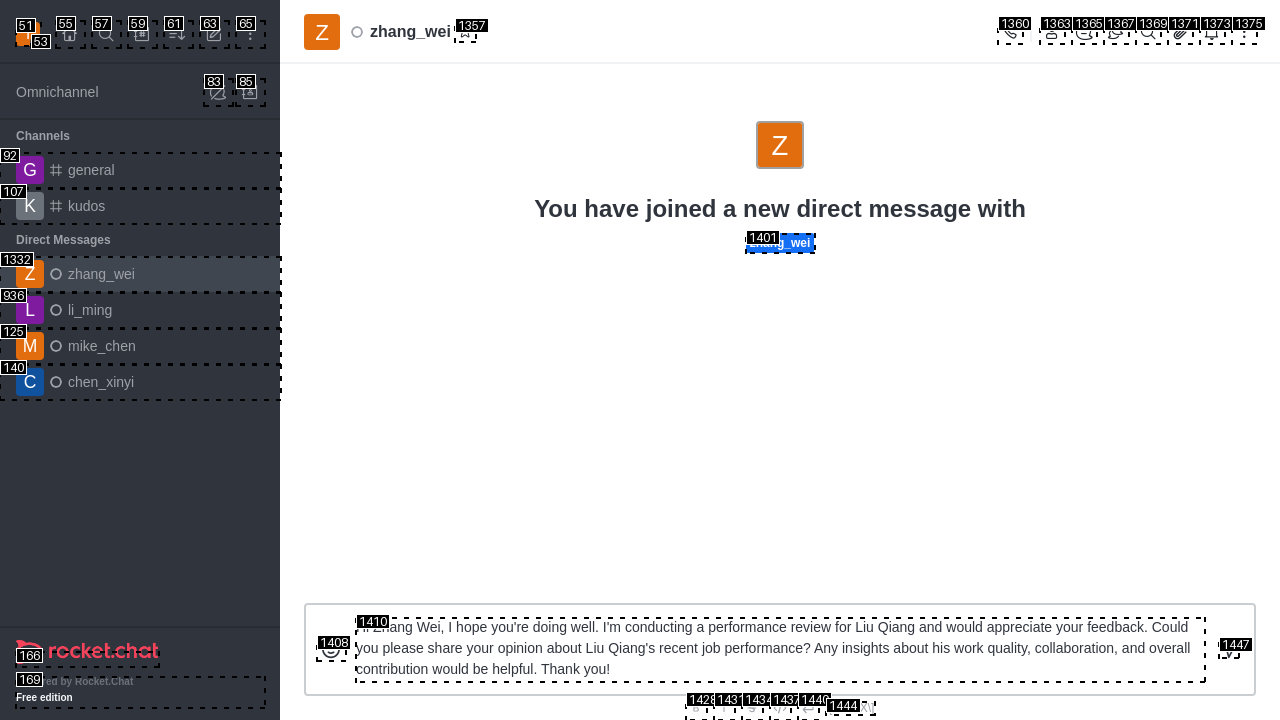 51
53
55
57
59
61
63
65
Z
zhang_wei
1357
1360
1363
1365
1367
1369
1371
1373
1375
Omnichannel
83
85
Channels
92
G
general
107
K
kudos
Direct Messages
1332
Z
zhang_wei
936
L
li_ming
125
M
mike_chen
140
C
chen_xinyi
Z
You have joined a new direct message with
1401
1408
1410
Zhang Wei, I hope you're doing well. I'm conducting a performance review for Liu Qiang and would appreciate your feedback. Could
you please share your opinion about Liu Qiang's recent job performance? Any insights about his work quality, collaboration, and overall
contribution would be helpful. Thank you!
1447
1428
1431
1434
1437
1440
1444
rocket.chat
166
169
by Rocket.Chat
Free edition